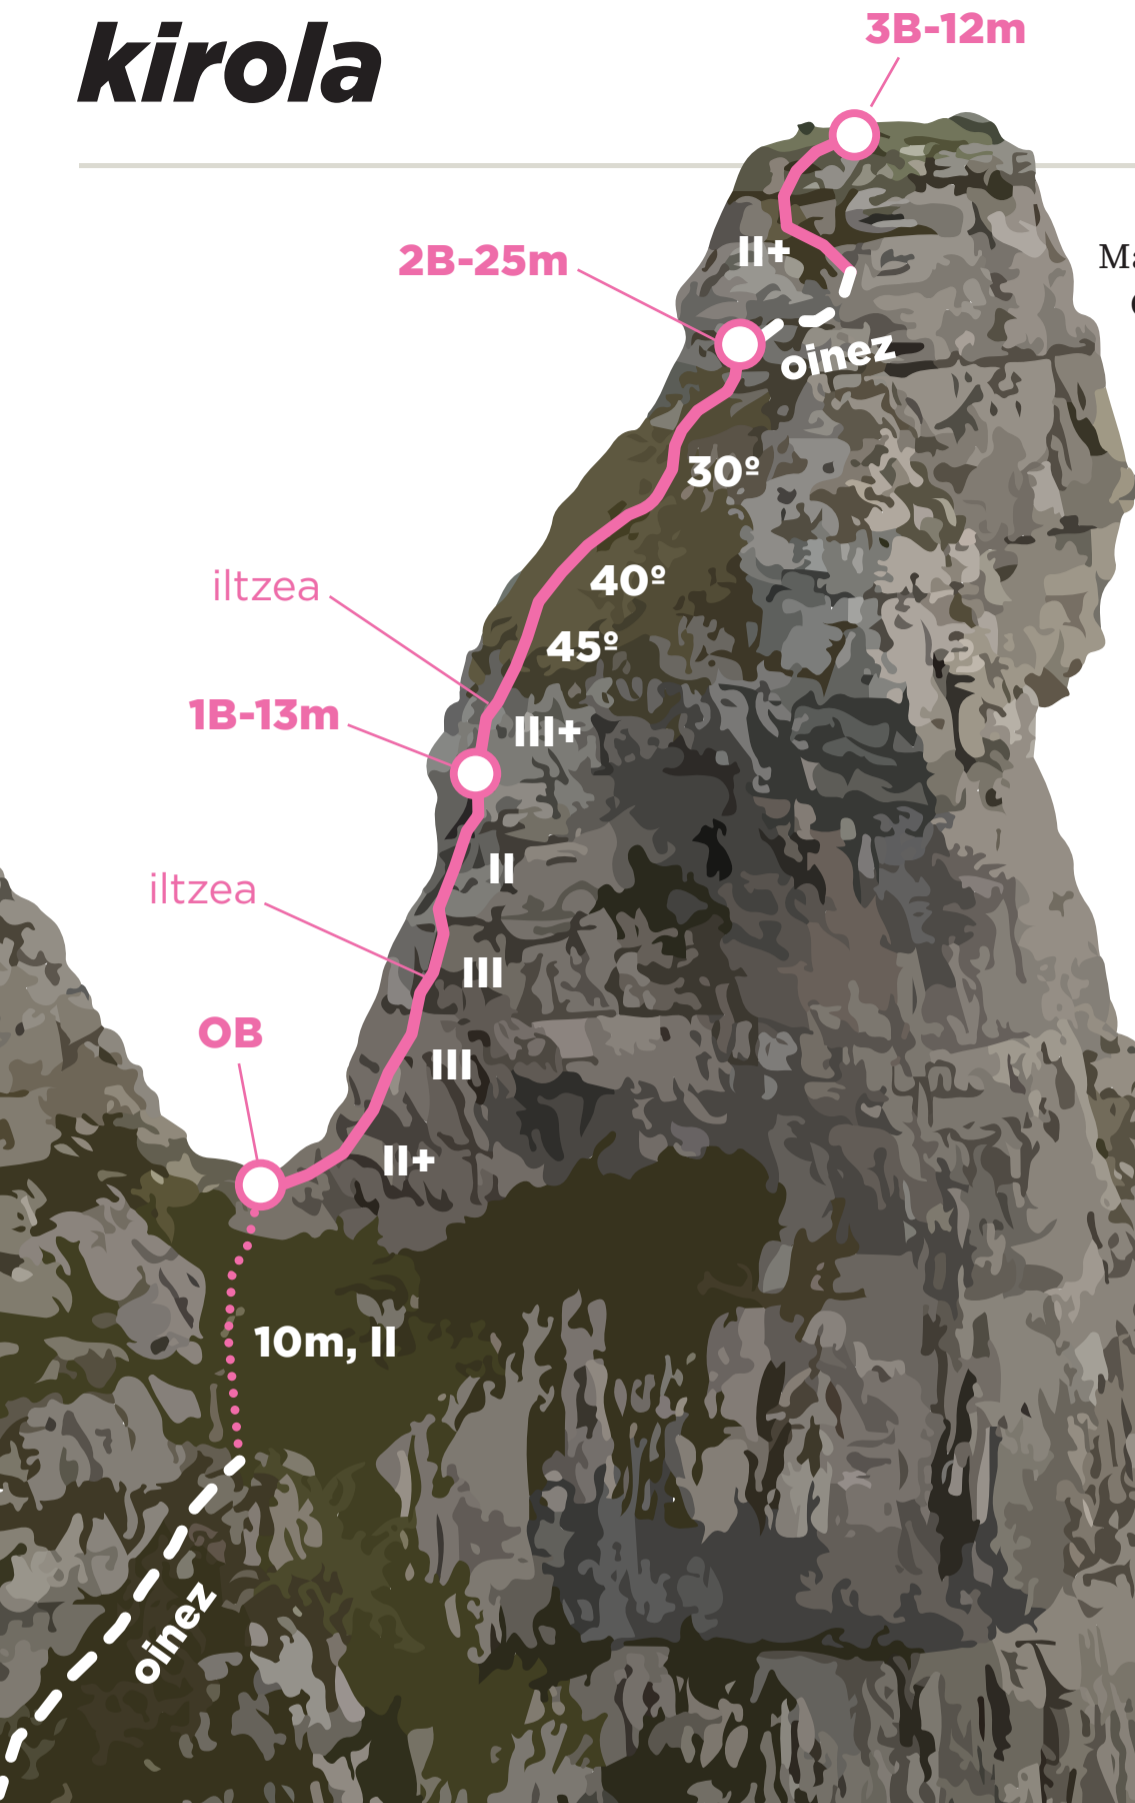 kirola
3B-12m
II+
2B-25m
oinez
30º
40º
iltzea
45º
1B-13m
III+
II
iltzea
III
OB
III
II+
10m, II
oinez